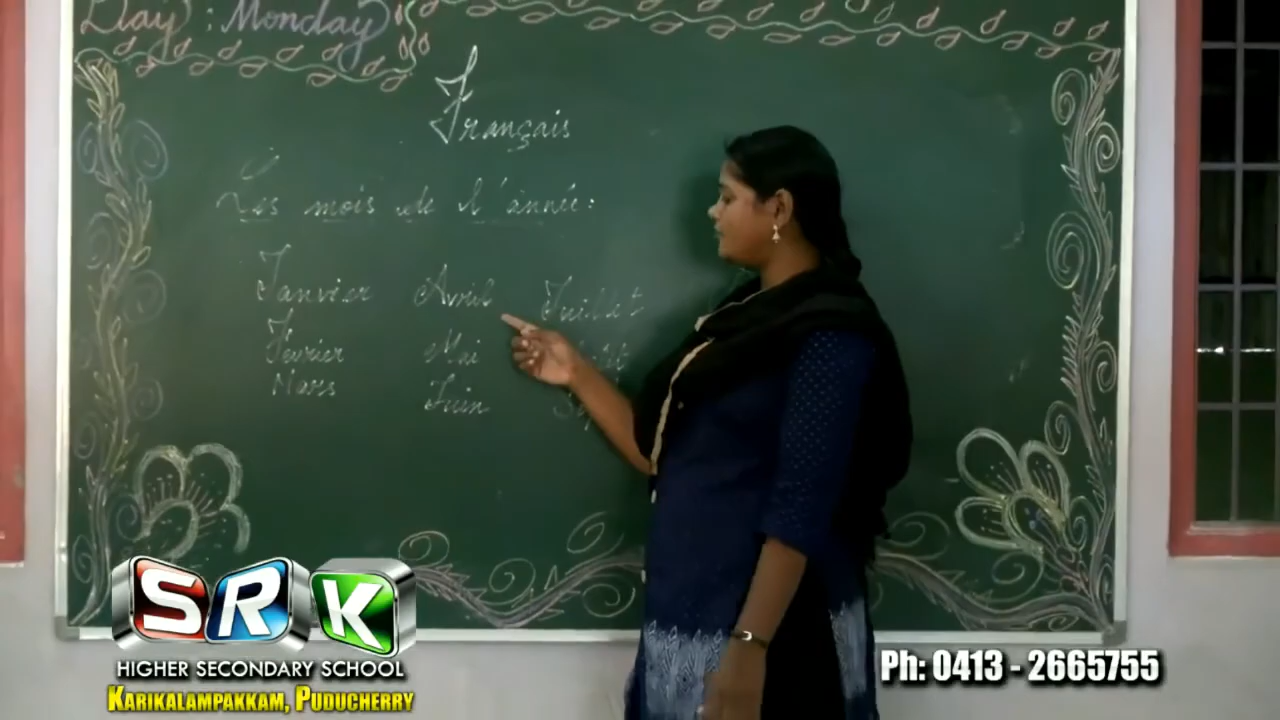 Day : Monday
Français
Les mois de l'année:
Janvier Avril Juillet
Février Mai
Mars Juin
SRK
HIGHER SECONDARY SCHOOL
KARIKALAMPAKKAM, PUDUCHERRY
Ph: 0413 - 2665755